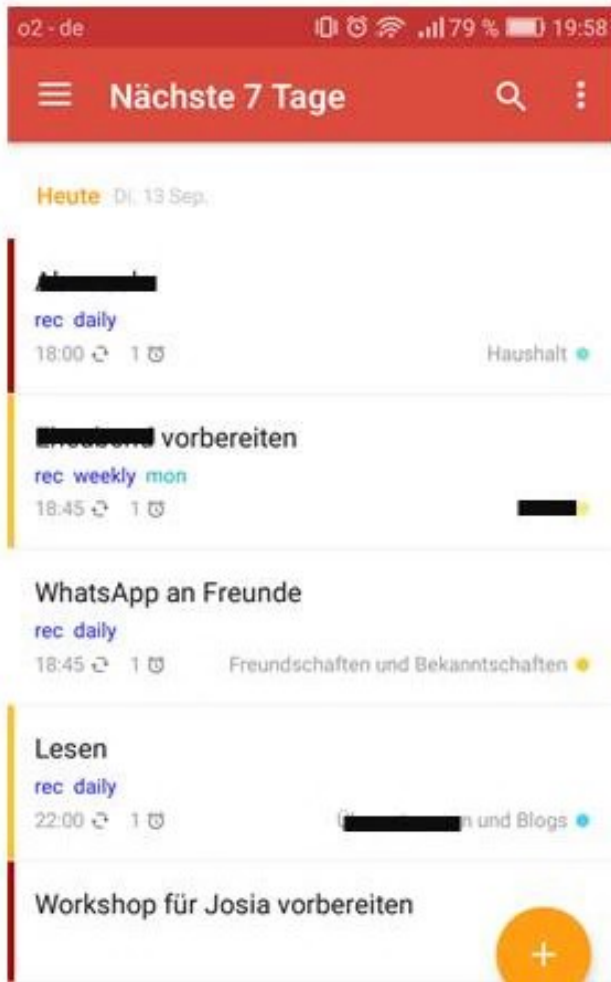 o2 - de 79 % 19:58
Nächste 7 Tage
Heute Di. 13 Sep.
rec daily
18:00 1 Haushalt
vorbereiten
rec weekly mon
18:45 1
WhatsApp an Freunde
rec daily
18:45 1 Freundschaften und Bekanntschaften
Lesen
rec daily
22:00 1 und Blogs
Workshop für Josia vorbereiten
+